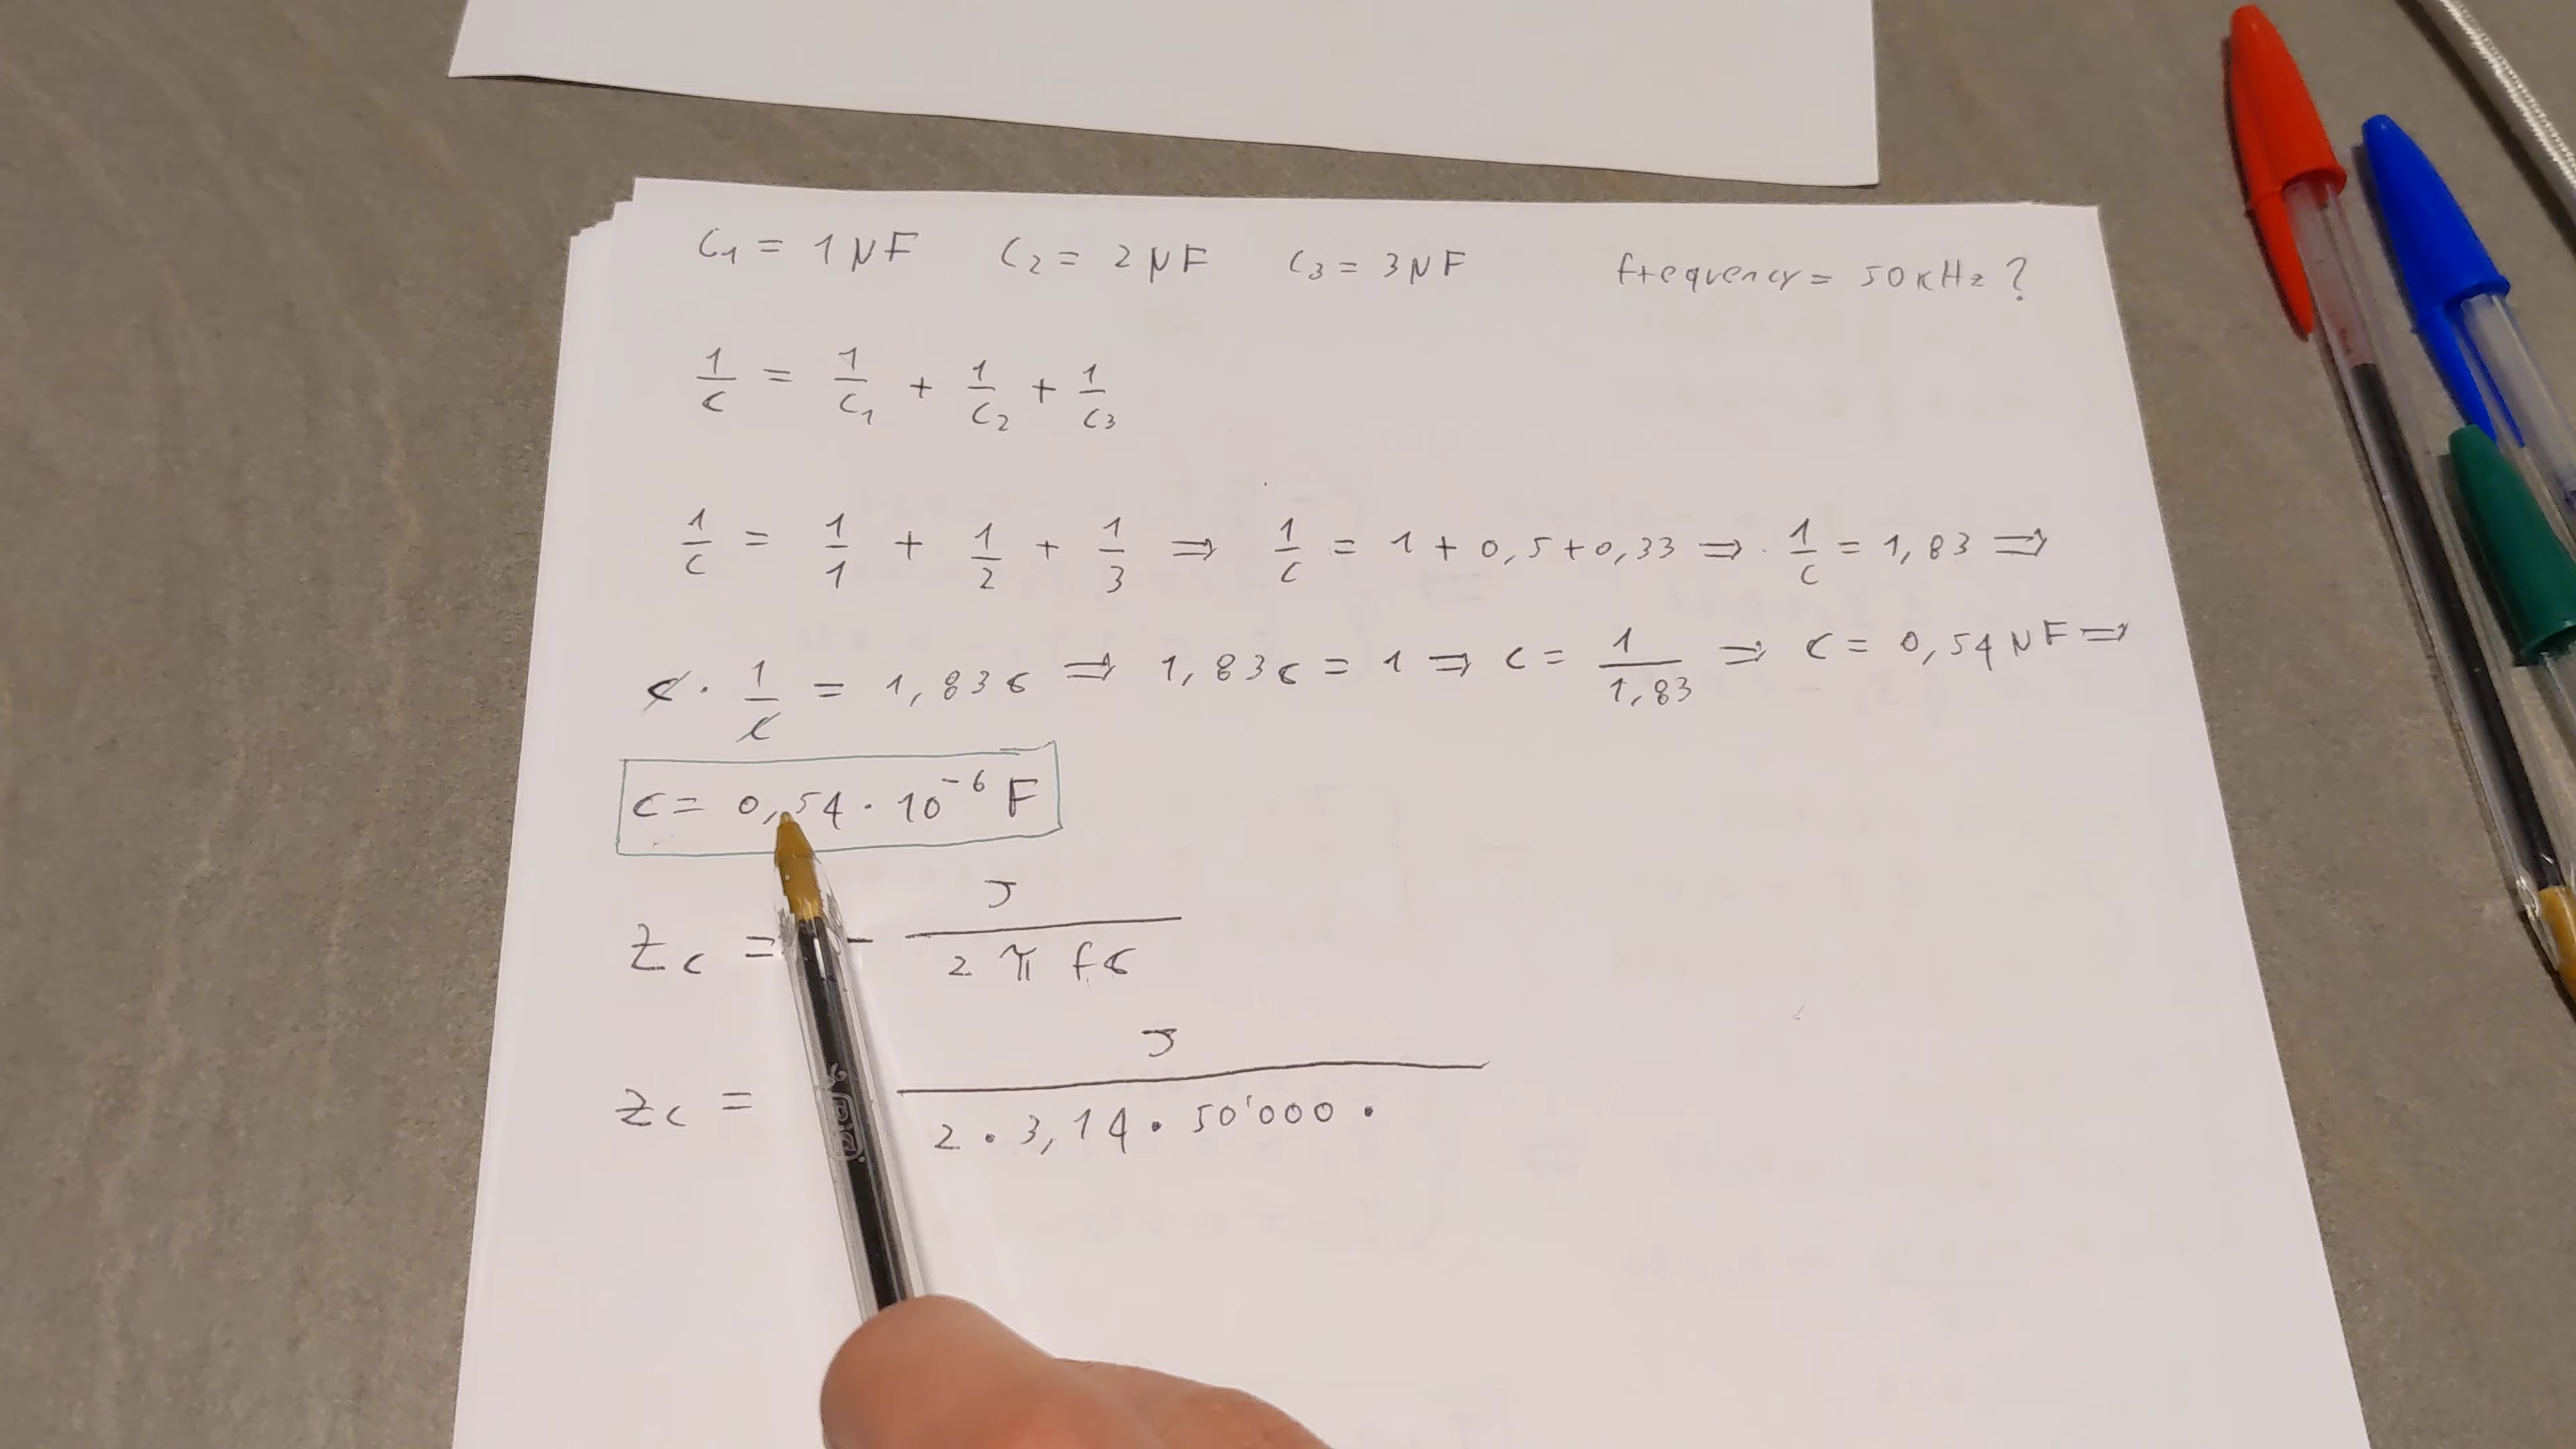 C₁ = 1 μF   C₂ = 2 μF   C₃ = 3 μF   frequency = 50 kHz ?
1/C = 1/C₁ + 1/C₂ + 1/C₃
1/C = 1/1 + 1/2 + 1/3 ⇒ 1/C = 1 + 0,5 + 0,33 ⇒ 1/C = 1,83 ⇒
C · 1/C = 1,83C ⇒ 1,83C = 1 ⇒ C = 1/1,83 ⇒ C = 0,54 μF ⇒
C = 0,54 · 10⁻⁶ F
Zc = − J/2πfC
Zc = J/2 · 3,14 · 50'000 ·